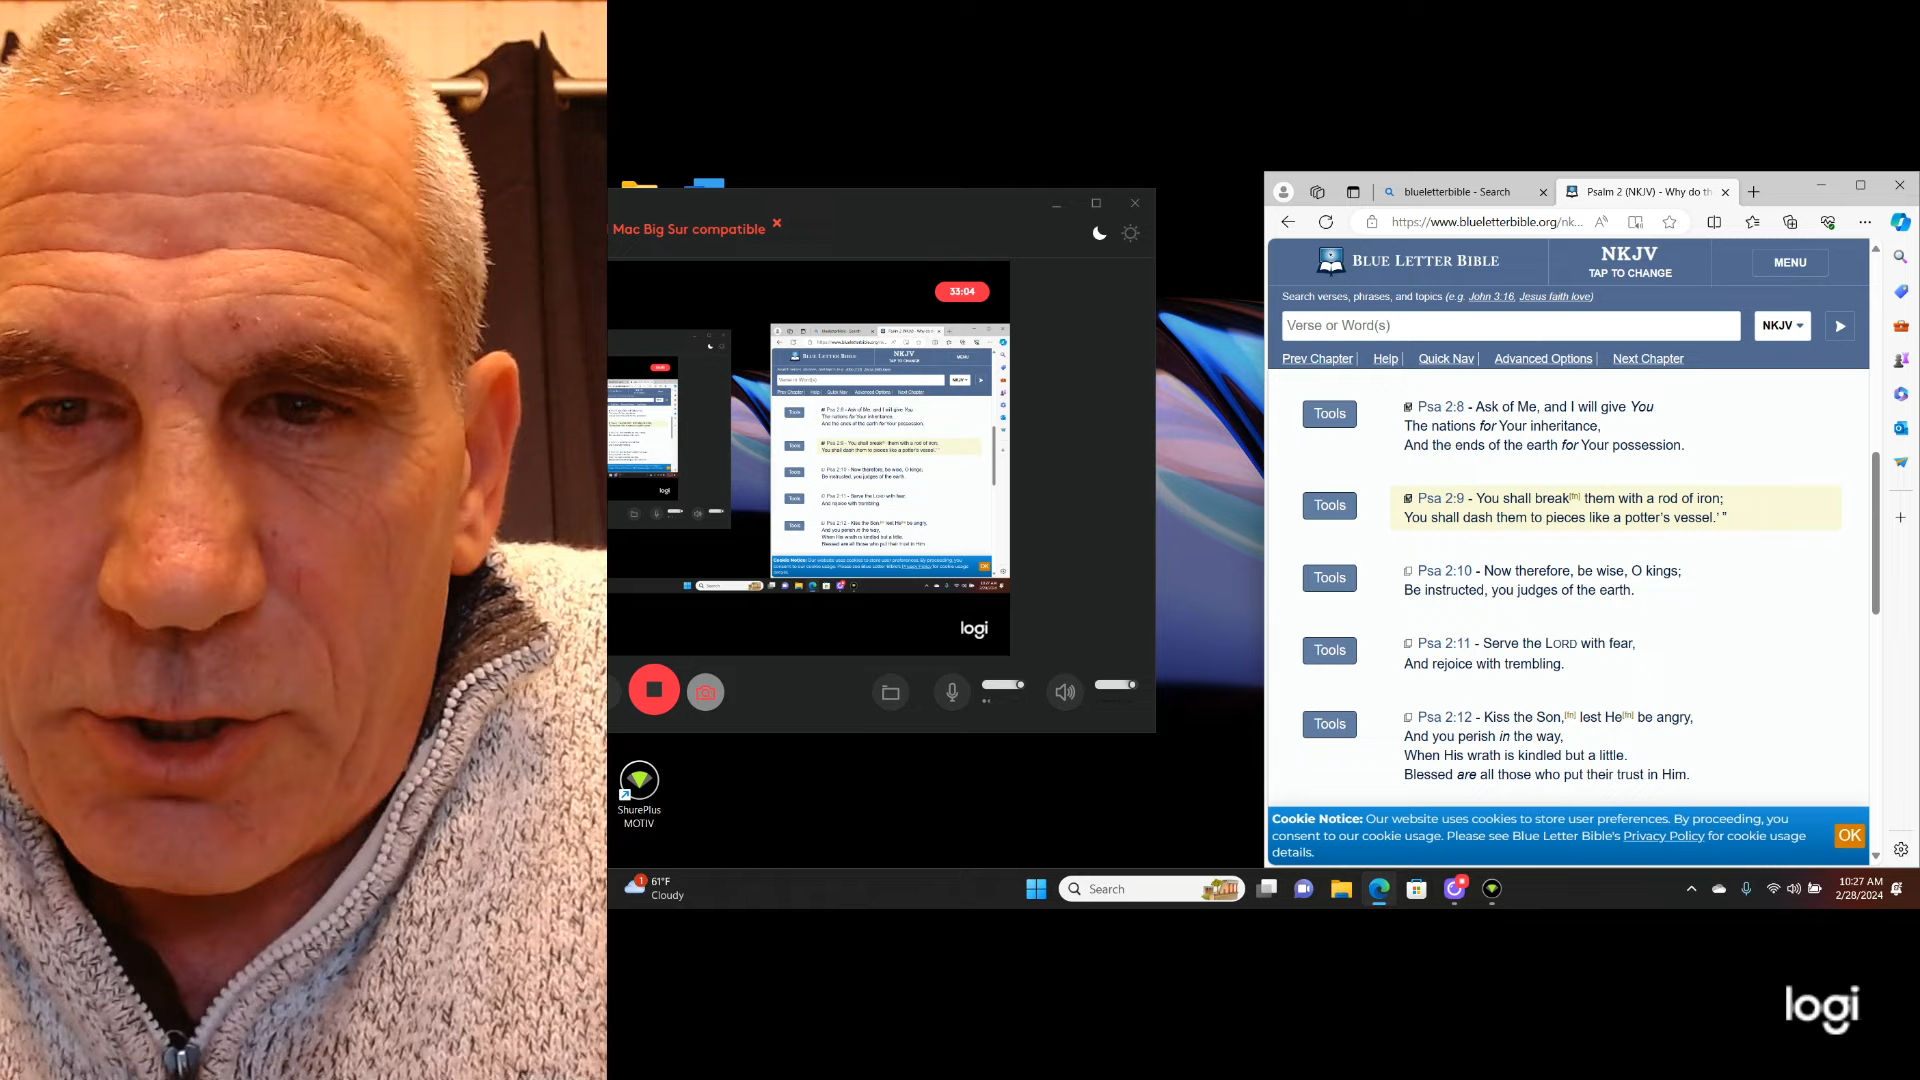 Mac Big Sur compatible
33:04
logi
ShurePlus
MOTIV
1
61°F
Cloudy
blueletterbible - Search
Psalm 2 (NKJV) - Why do th
https://www.blueletterbible.org/nk...
BLUE LETTER BIBLE
NKJV
TAP TO CHANGE
MENU
Search verses, phrases, and topics (e.g. John 3:16, Jesus faith love)
Verse or Word(s)
NKJV
Prev Chapter | Help | Quick Nav | Advanced Options | Next Chapter
Tools
Psa 2:8 - Ask of Me, and I will give You
The nations for Your inheritance,
And the ends of the earth for Your possession.
Tools
Psa 2:9 - You shall break[fn] them with a rod of iron;
You shall dash them to pieces like a potter's vessel.' "
Tools
Psa 2:10 - Now therefore, be wise, O kings;
Be instructed, you judges of the earth.
Tools
Psa 2:11 - Serve the LORD with fear,
And rejoice with trembling.
Tools
Psa 2:12 - Kiss the Son,[fn] lest He[fn] be angry,
And you perish in the way,
When His wrath is kindled but a little.
Blessed are all those who put their trust in Him.
Cookie Notice: Our website uses cookies to store user preferences. By proceeding, you
consent to our cookie usage. Please see Blue Letter Bible's Privacy Policy for cookie usage
details.
OK
Search
10:27 AM
2/28/2024
logi